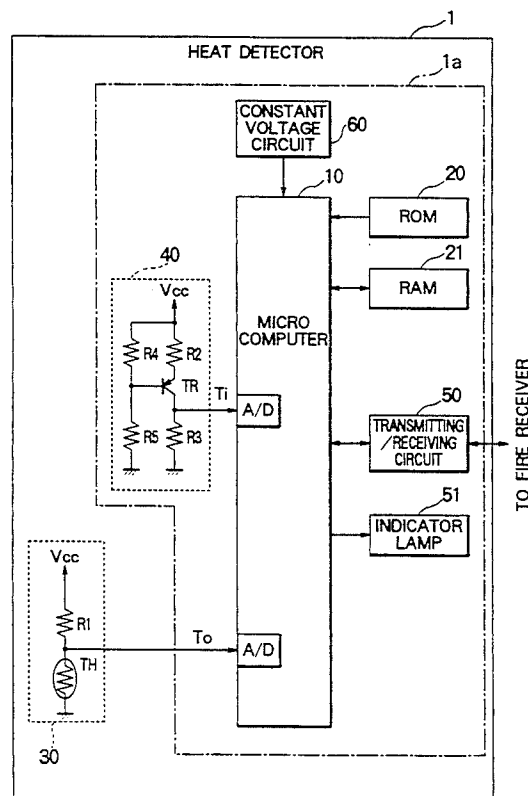 1
HEAT DETECTOR
1a
CONSTANT
VOLTAGE
CIRCUIT
60
10
20
ROM
40
21
Vcc
RAM
MICRO
COMPUTER
R4
R2
TR
Ti
A/D
50
R5
R3
TRANSMITTING
/RECEIVING
CIRCUIT
TO FIRE RECEIVER
51
INDICATOR
LAMP
Vcc
R1
To
A/D
TH
30